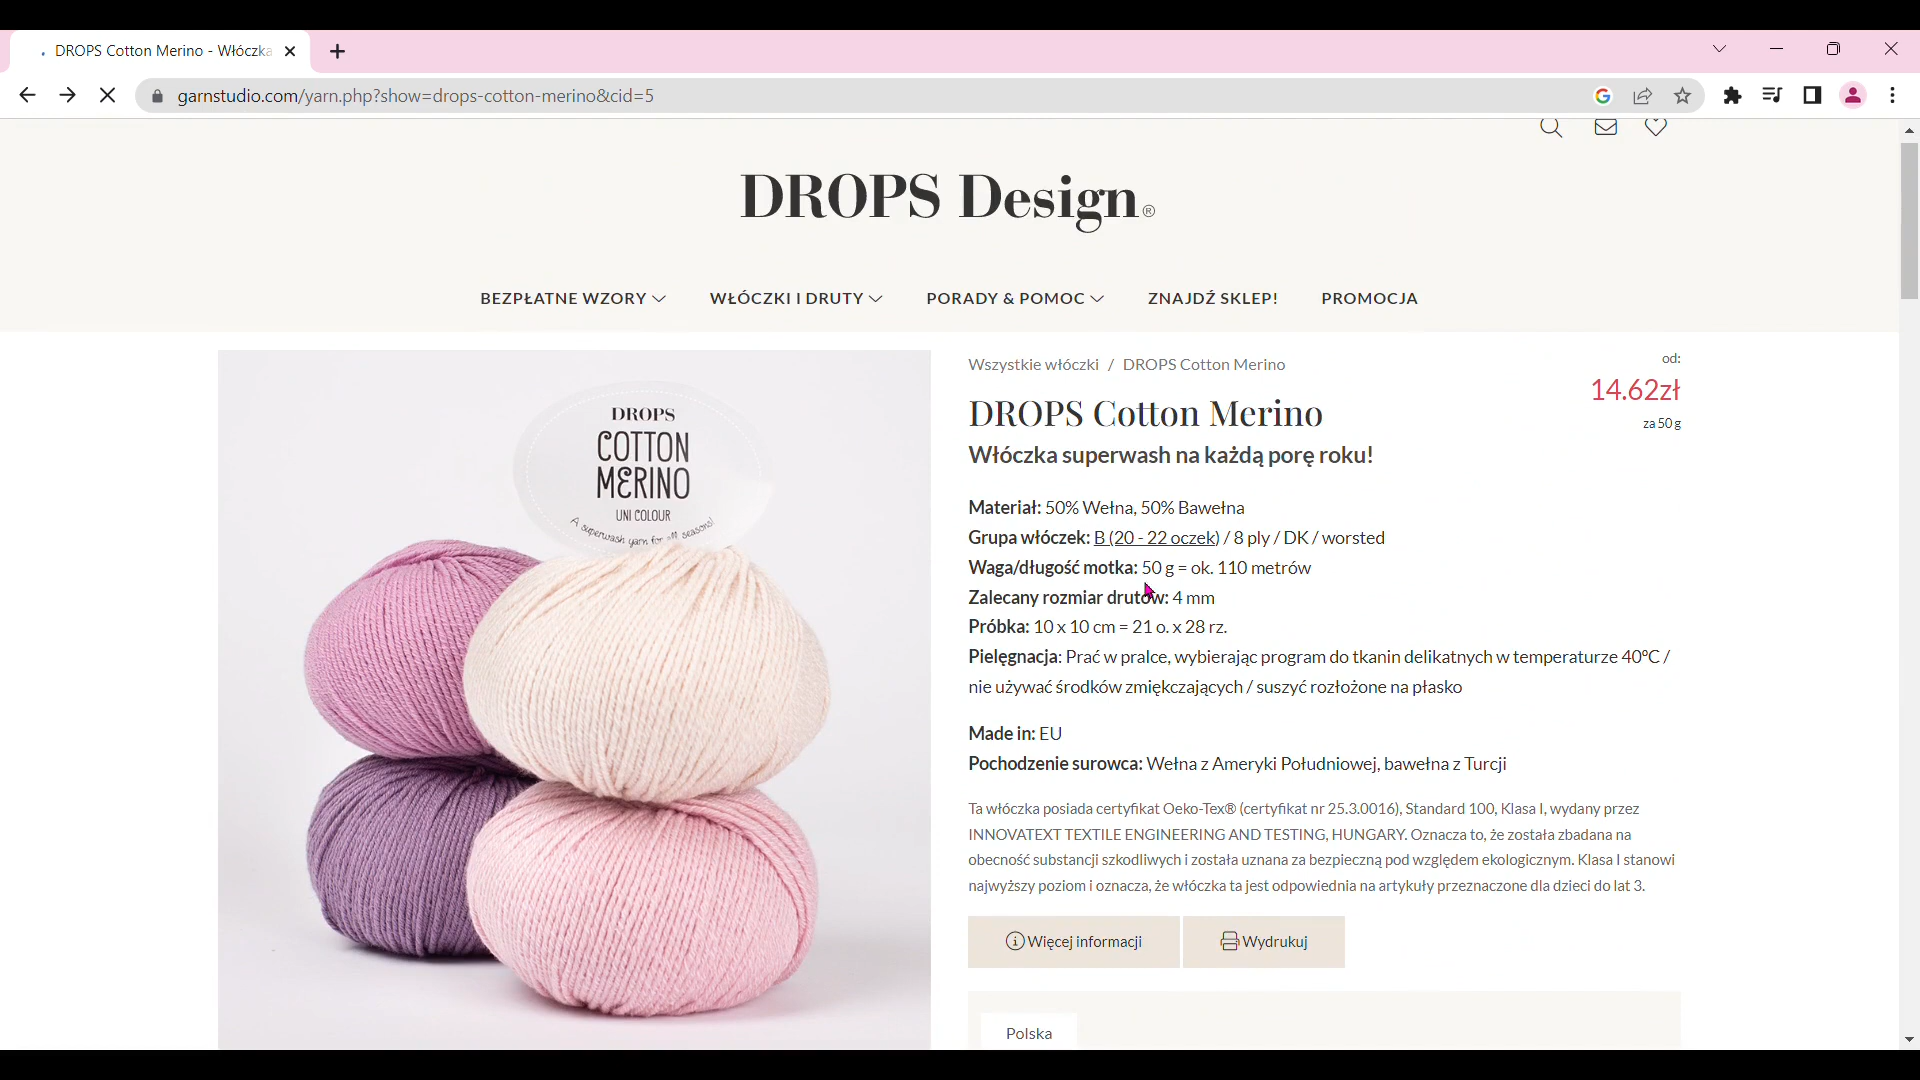 DROPS Cotton Merino - Włóczka
garnstudio.com/yarn.php?show=drops-cotton-merino&cid=5
DROPS Design®
BEZPŁATNE WZORY
WŁÓCZKI I DRUTY
PORADY & POMOC
ZNAJDŹ SKLEP!
PROMOCJA
DROPS
COTTON
MERINO
UNI COLOUR
A superwash yarn for all seasons!
Wszystkie włóczki / DROPS Cotton Merino
od:
14.62zł
za 50 g
DROPS Cotton Merino
Włóczka superwash na każdą porę roku!
Materiał: 50% Wełna, 50% Bawełna
Grupa włóczek: B (20 - 22 oczek) / 8 ply / DK / worsted
Waga/długość motka: 50 g = ok. 110 metrów
Zalecany rozmiar drutów: 4 mm
Próbka: 10 x 10 cm = 21 o. x 28 rz.
Pielęgnacja: Prać w pralce, wybierając program do tkanin delikatnych w temperaturze 40ºC /
nie używać środków zmiękczających / suszyć rozłożone na płasko
Made in: EU
Pochodzenie surowca: Wełna z Ameryki Południowej, bawełna z Turcji
Ta włóczka posiada certyfikat Oeko-Tex® (certyfikat nr 25.3.0016), Standard 100, Klasa I, wydany przez
INNOVATEXT TEXTILE ENGINEERING AND TESTING, HUNGARY. Oznacza to, że została zbadana na
obecność substancji szkodliwych i została uznana za bezpieczną pod względem ekologicznym. Klasa I stanowi
najwyższy poziom i oznacza, że włóczka ta jest odpowiednia na artykuły przeznaczone dla dzieci do lat 3.
Więcej informacji
Wydrukuj
Polska